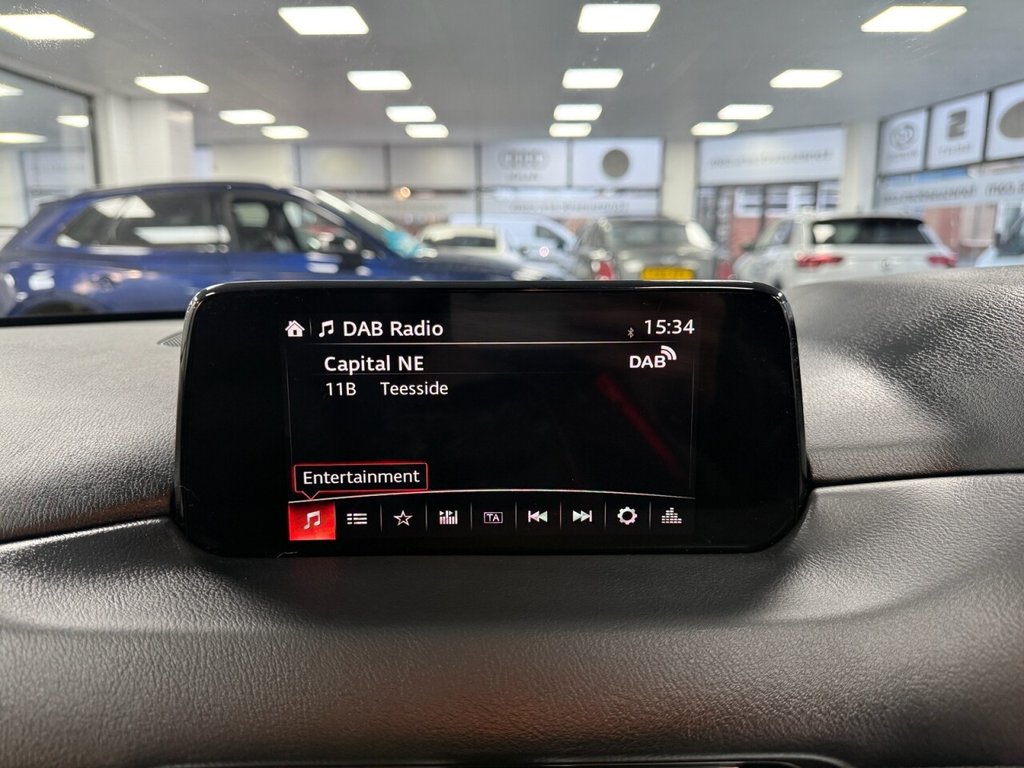 DAB Radio
15:34
Capital NE
DAB
11B Teesside
Entertainment
TA